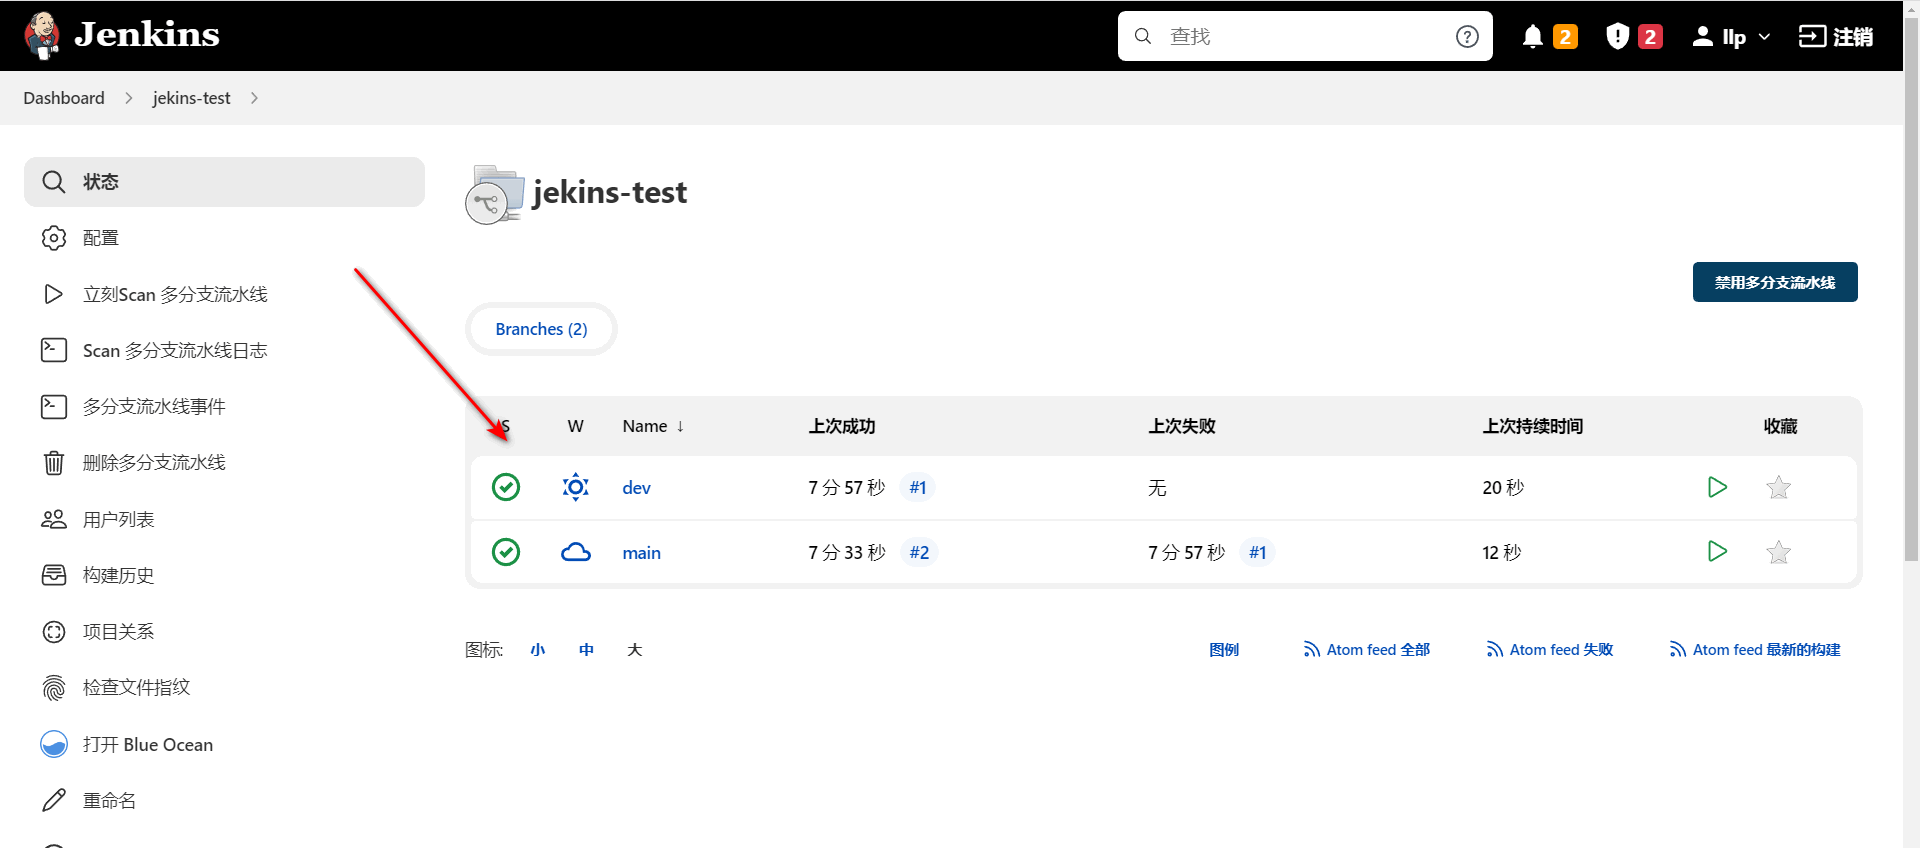 Jenkins
查找
2
2
llp
注销
Dashboard
jekins-test
状态
配置
立刻Scan 多分支流水线
Scan 多分支流水线日志
多分支流水线事件
删除多分支流水线
用户列表
构建历史
项目关系
检查文件指纹
打开 Blue Ocean
重命名
jekins-test
禁用多分支流水线
Branches (2)
S W Name ↓ 上次成功 上次失败 上次持续时间 收藏
dev 7 分 57 秒 #1 无 20 秒
main 7 分 33 秒 #2 7 分 57 秒 #1 12 秒
图标: 小 中 大
图例 Atom feed 全部 Atom feed 失败 Atom feed 最新的构建